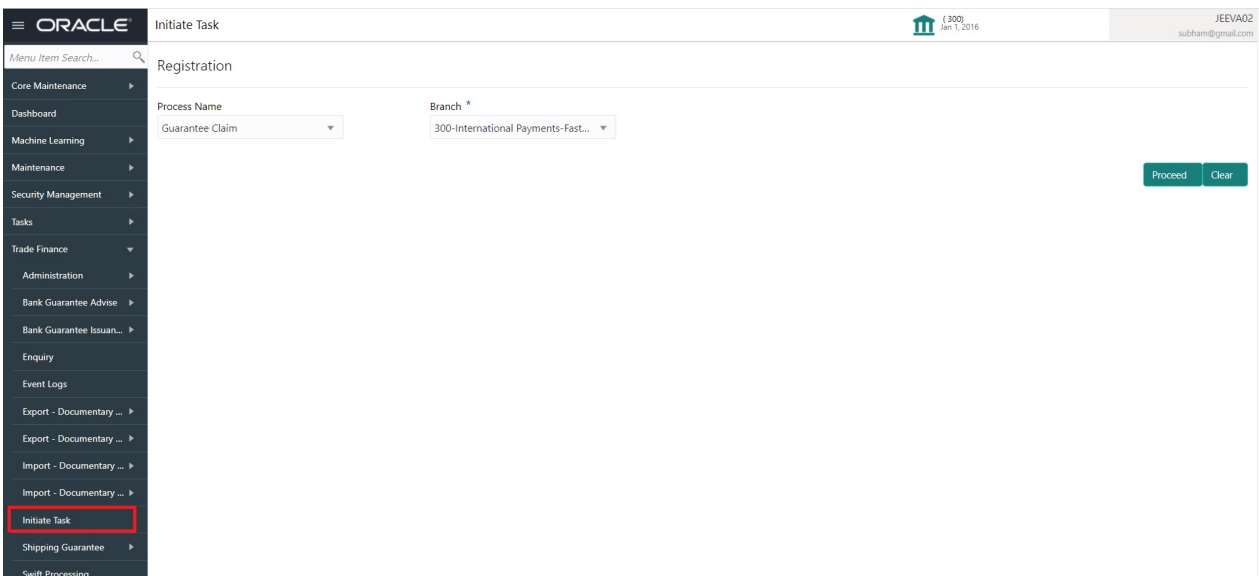 ORACLE
Initiate Task
(300)
Jan 1, 2016
JEEVA02
subham@gmail.com
Menu Item Search...
Core Maintenance
Dashboard
Machine Learning
Maintenance
Security Management
Tasks
Trade Finance
Administration
Bank Guarantee Advise
Bank Guarantee Issuan...
Enquiry
Event Logs
Export - Documentary ...
Export - Documentary ...
Import - Documentary ...
Import - Documentary ...
Initiate Task
Shipping Guarantee
Swift Processing
Registration
Process Name
Guarantee Claim
Branch *
300-International Payments-Fast...
Proceed
Clear